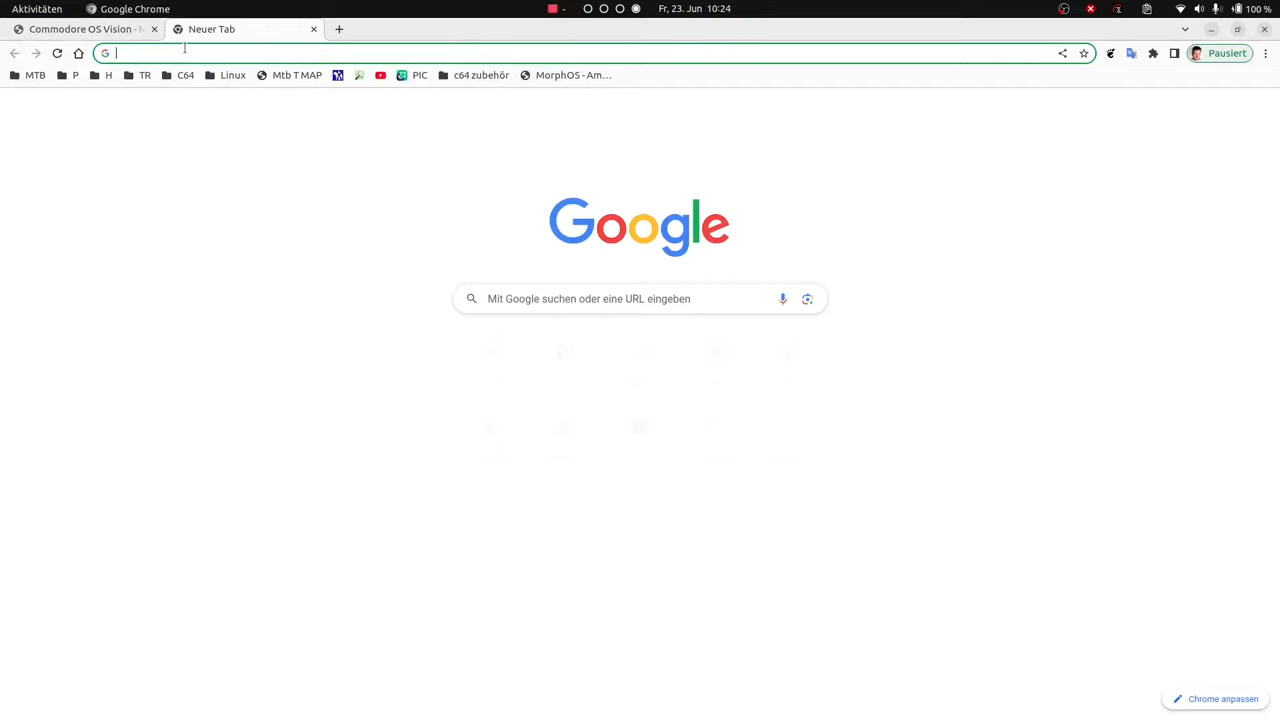 Aktivitäten Google Chrome Fr, 23. Jun 10:24 100 %
Commodore OS Vision - Neuer Tab
Pausiert
MTB P H TR C64 Linux Mtb T MAP PIC c64 zubehör MorphOS - Am...
Google
Mit Google suchen oder eine URL eingeben
Chrome anpassen